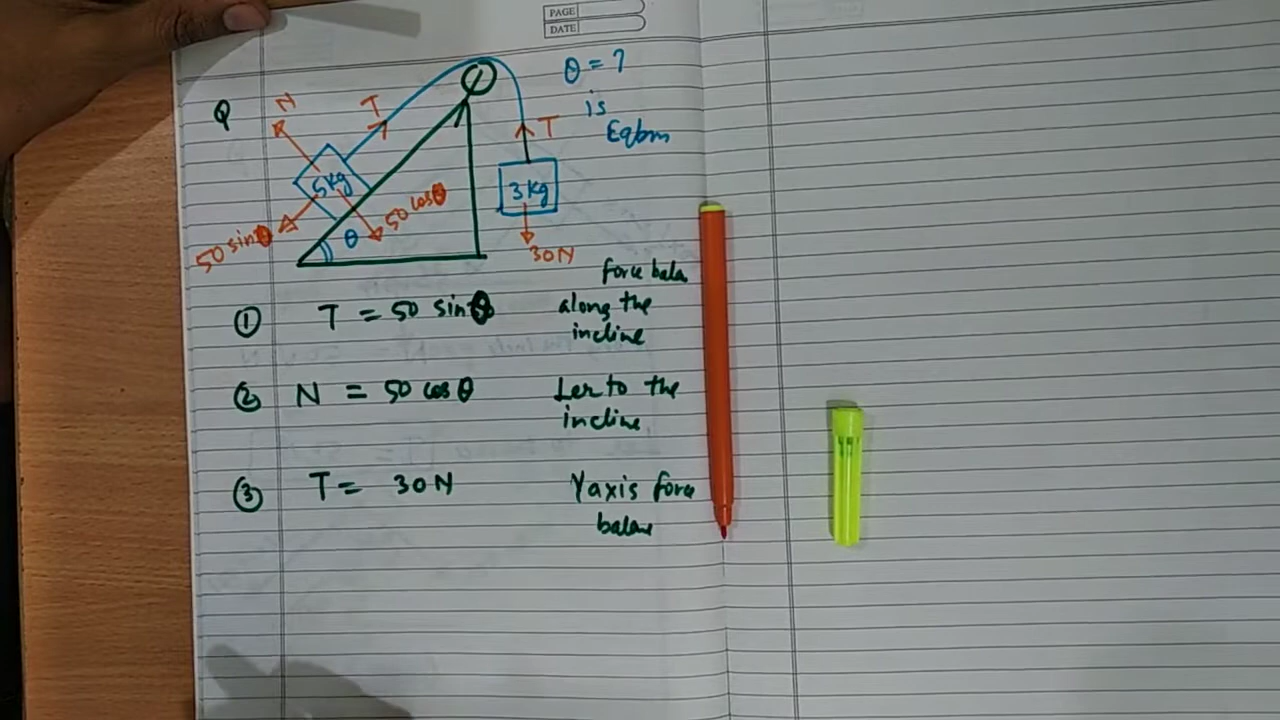 PAGE
DATE
Q
θ = ?
is
Eqbm
N
T
T
5kg
3kg
50 sinθ
50 cosθ
θ
30N
① T = 50 sinθ
force bala
along the
incline
② N = 50 cosθ
Ler to the
incline
③ T = 30N
Yaxis force
balane